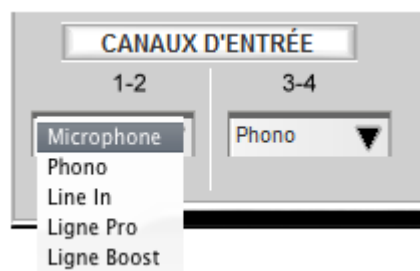 CANAUX D'ENTRÉE
1-2 3-4
Microphone Phono
Phono
Line In
Ligne Pro
Ligne Boost